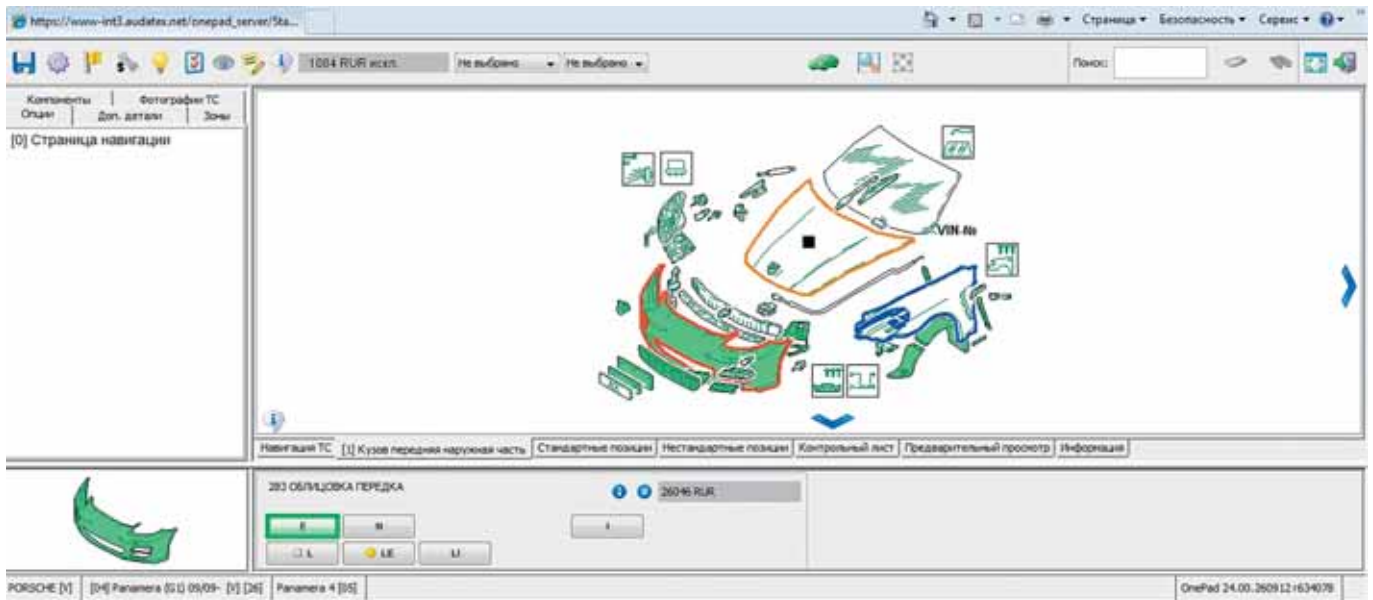 https://www-int3.audatex.net/onepad_server/Sta...
Страница Безопасность Сервис
1084 RUR искл. Не выбрано Не выбрано Поиск:
Компоненты Фотографии ТС
Опции Доп. детали Зоны
[0] Страница навигации
VIN-№
Навигация ТС [1] Кузов передняя наружная часть Стандартные позиции Нестандартные позиции Контрольный лист Предварительный просмотр Информация
283 ОБЛИЦОВКА ПЕРЕДКА 26046 RUR
E N I
L LE LI
PORSCHE [V] [04] Panamera (G1) 09/09- [V] [26] Panamera 4 [05] OnePad 24.00.260912r634078